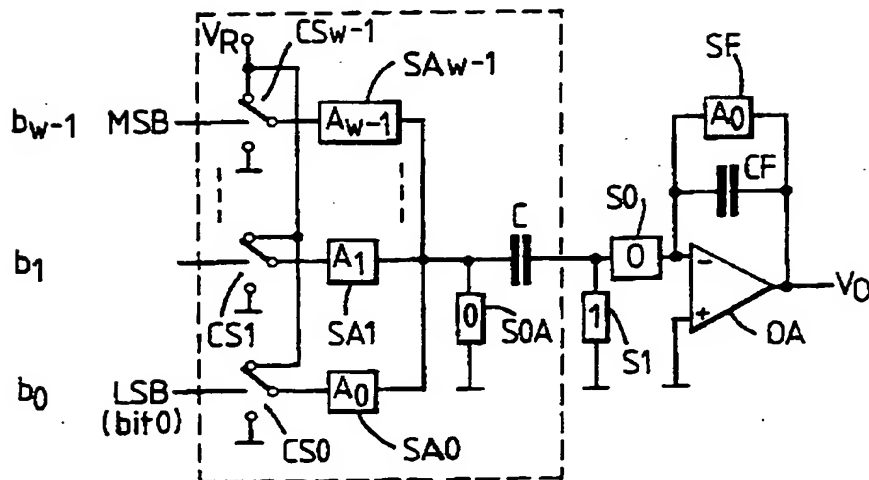 VR
CSw-1
SAw-1
SF
bw-1 MSB
Aw-1
A0
CF
S0
C
b1
A1
0
VO
CS1
SA1
0
S0A
1
S1
OA
b0
LSB
(bit0)
A0
CS0
SA0
−
+